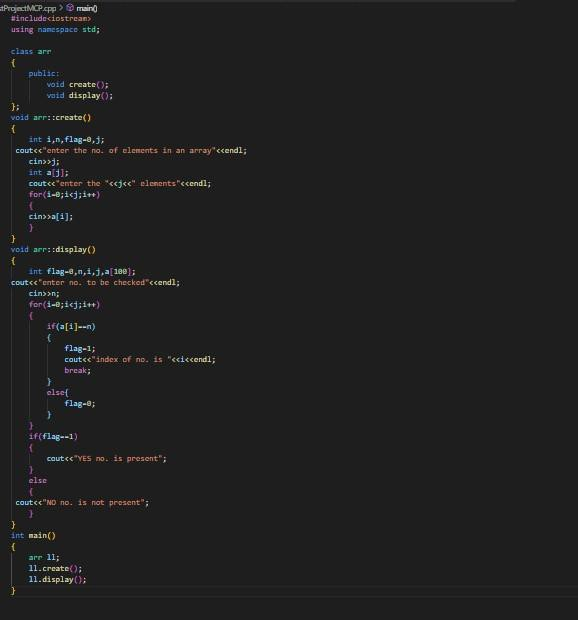 stProjectMCP.cpp > main()
#include<iostream>
using namespace std;
class arr
{
public:
void create();
void display();
};
void arr::create()
{
int i,n,flag=0,j;
cout<<"enter the no. of elements in an array"<<endl;
cin>>j;
int a[j];
cout<<"enter the "<<j<<" elements"<<endl;
for(i=0;i<j;i++)
{
cin>>a[i];
}
}
void arr::display()
{
int flag=0,n,i,j,a[100];
cout<<"enter no. to be checked"<<endl;
cin>>n;
for(i=0;i<j;i++)
{
if(a[i]==n)
{
flag=1;
cout<<"index of no. is "<<i<<endl;
break;
}
else{
flag=0;
}
}
if(flag==1)
{
cout<<"YES no. is present";
}
else
{
cout<<"NO no. is not present";
}
}
int main()
{
arr ll;
ll.create();
ll.display();
}